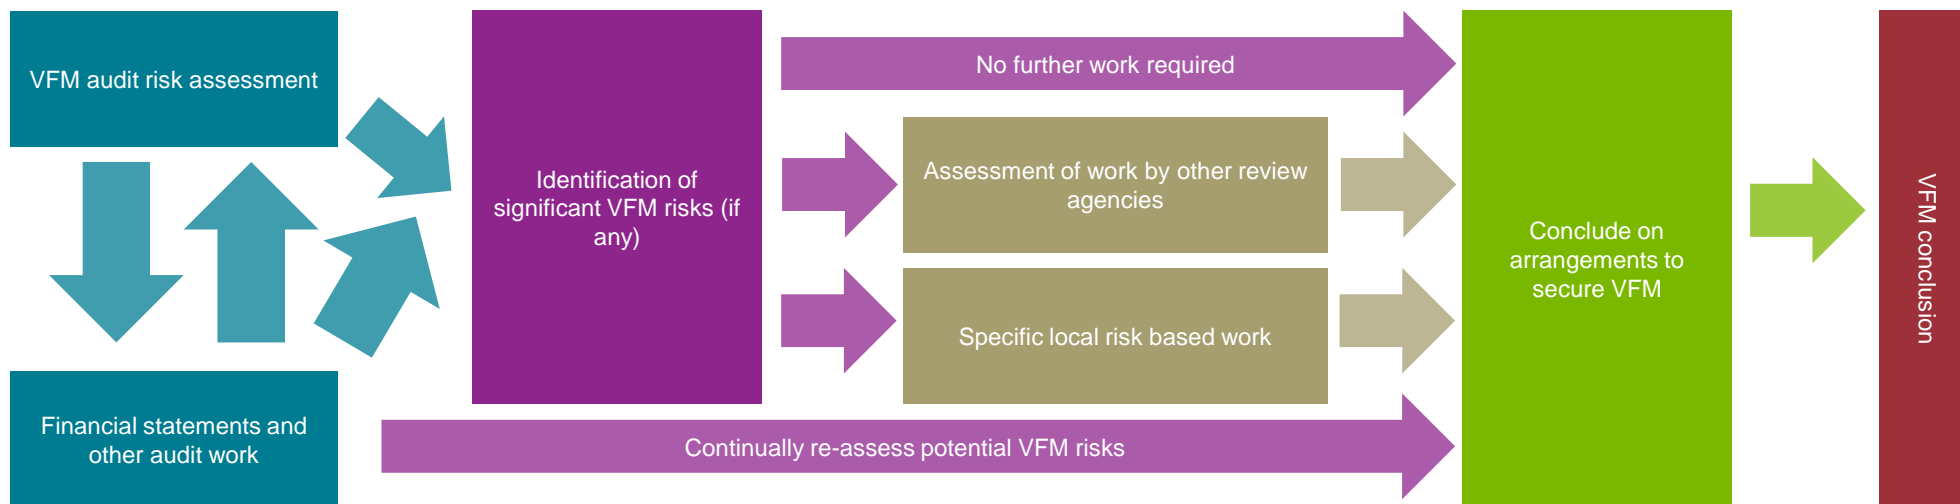 VFM audit risk assessment
Financial statements and
other audit work
Identification of
significant VFM risks (if
any)
No further work required
Assessment of work by other review
agencies
Specific local risk based work
Continually re-assess potential VFM risks
Conclude on
arrangements to
secure VFM
VFM conclusion